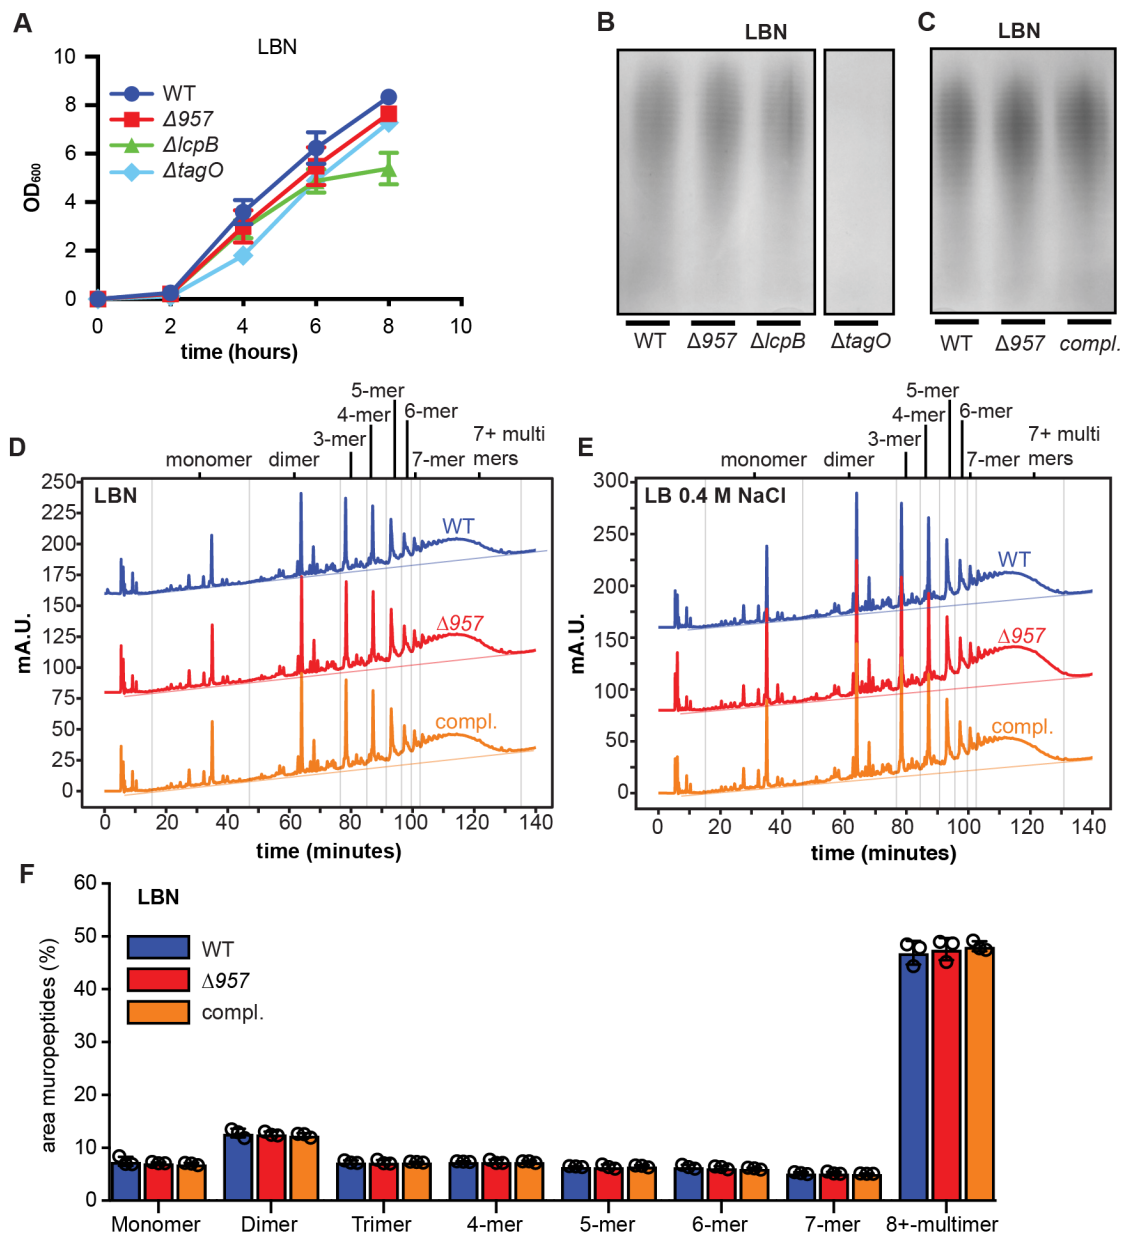 A
LBN
10
8
6
4
2
0
0 2 4 6 8 10
OD600
time (hours)
WT
Δ957
ΔlcpB
ΔtagO
B
LBN
WT Δ957 ΔlcpB ΔtagO
C
LBN
WT Δ957 compl.
D
5-mer
4-mer 6-mer
3-mer 7+ multi
monomer dimer 7-mer mers
LBN
250
225
200
175
150
125
100
75
50
25
0
mA.U.
WT
Δ957
compl.
0 20 40 60 80 100 120 140
time (minutes)
E
5-mer
4-mer 6-mer
3-mer 7+ multi
monomer dimer 7-mer mers
LB 0.4 M NaCl
300
250
200
150
100
50
0
mA.U.
WT
Δ957
compl.
0 20 40 60 80 100 120 140
time (minutes)
F
LBN
60
50
40
30
20
10
0
area muropeptides (%)
WT
Δ957
compl.
Monomer Dimer Trimer 4-mer 5-mer 6-mer 7-mer 8+-multimer